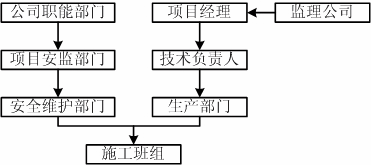 公司职能部门
项目经理
监理公司
项目安监部门
技术负责人
安全维护部门
生产部门
施工班组